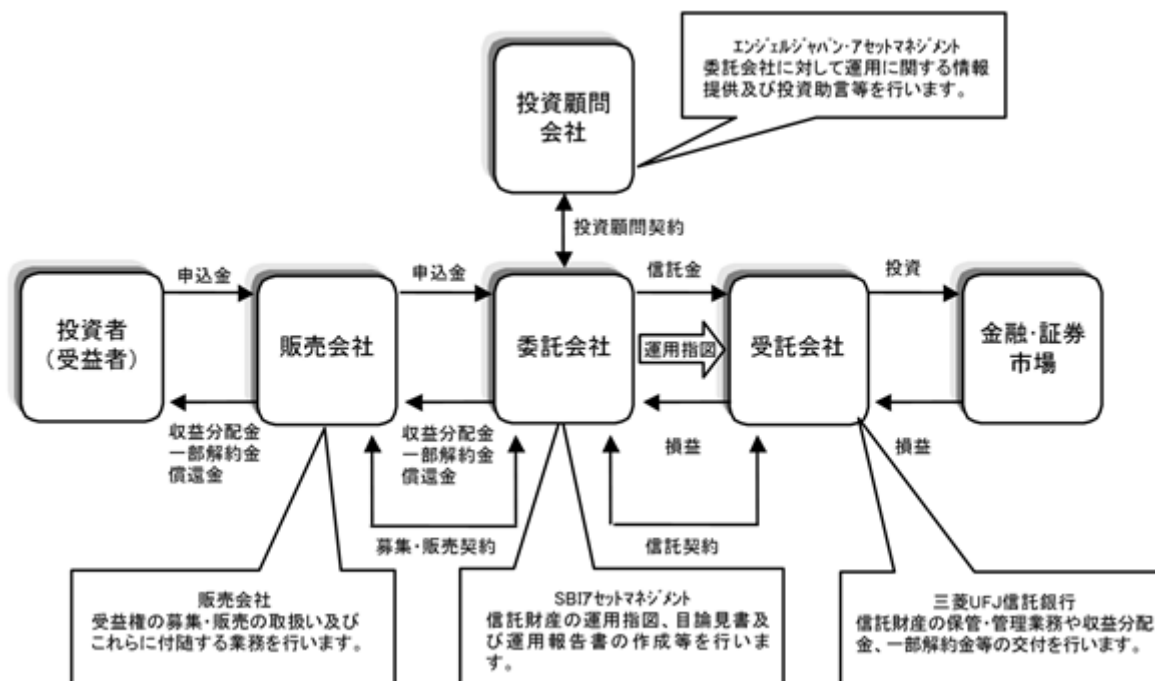 エンジェルジャパン・アセットマネジメント
委託会社に対して運用に関する情報
提供及び投資助言等を行います。
投資顧問
会社
投資顧問契約
申込金
申込金
信託金
投資
投資者
(受益者)
販売会社
委託会社
運用指図
受託会社
金融・証券
市場
収益分配金
一部解約金
償還金
収益分配金
一部解約金
償還金
損益
損益
募集・販売契約
信託契約
販売会社
受益権の募集・販売の取扱い及び
これらに付随する業務を行います。
SBIアセットマネジメント
信託財産の運用指図、目論見書及
び運用報告書の作成等を行いま
す。
三菱UFJ信託銀行
信託財産の保管・管理業務や収益分配
金、一部解約金等の交付を行います。